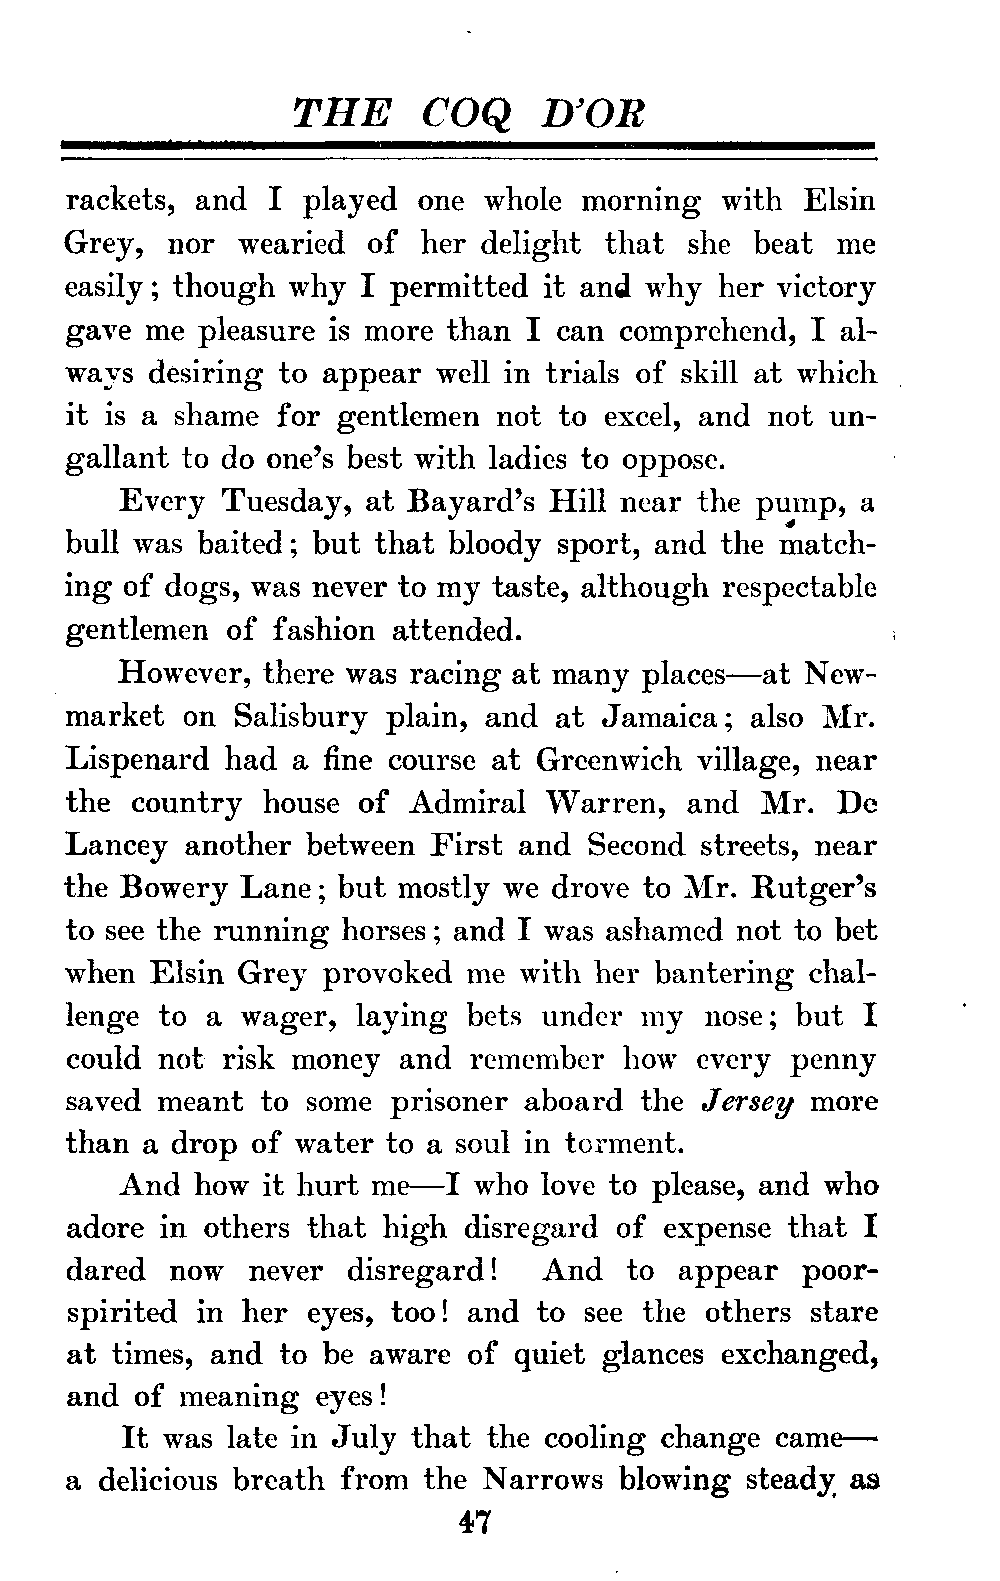 THE COQ D'OR
rackets, and I played one whole morning with Elsin
Grey, nor wearied of her delight that she beat me
easily; though why I permitted it and why her victory
gave me pleasure is more than I can comprehend, I al-
ways desiring to appear well in trials of skill at which
it is a shame for gentlemen not to excel, and not un-
gallant to do one's best with ladies to oppose.
Every Tuesday, at Bayard's Hill near the pump, a
bull was baited; but that bloody sport, and the match-
ing of dogs, was never to my taste, although respectable
gentlemen of fashion attended.
However, there was racing at many places—at New-
market on Salisbury plain, and at Jamaica; also Mr.
Lispenard had a fine course at Greenwich village, near
the country house of Admiral Warren, and Mr. De
Lancey another between First and Second streets, near
the Bowery Lane; but mostly we drove to Mr. Rutger's
to see the running horses; and I was ashamed not to bet
when Elsin Grey provoked me with her bantering chal-
lenge to a wager, laying bets under my nose; but I
could not risk money and remember how every penny
saved meant to some prisoner aboard the Jersey more
than a drop of water to a soul in torment.
And how it hurt me—I who love to please, and who
adore in others that high disregard of expense that I
dared now never disregard! And to appear poor-
spirited in her eyes, too! and to see the others stare
at times, and to be aware of quiet glances exchanged,
and of meaning eyes!
It was late in July that the cooling change came—
a delicious breath from the Narrows blowing steady as
47